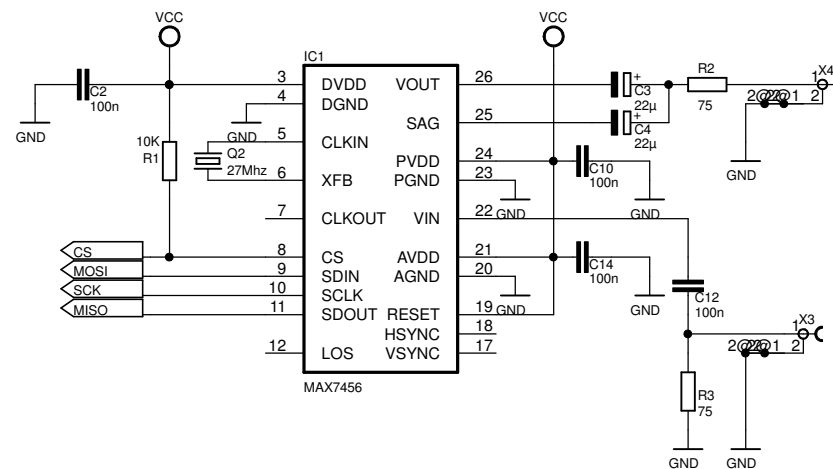 VCC
VCC
IC1
C2
100n
GND
GND
10K
R1
Q2
27Mhz
3
4
5
6
7
8
9
10
11
12
DVDD
DGND
CLKIN
XFB
CLKOUT
CS
SDIN
SCLK
SDOUT
LOS
VOUT
SAG
PVDD
PGND
VIN
AVDD
AGND
RESET
HSYNC
VSYNC
26
25
24
23
22
21
20
19
18
17
MAX7456
CS
MOSI
SCK
MISO
+
C3
22µ
+
C4
22µ
R2
75
X4
1
2
GND
C10
100n
GND
GND
C14
100n
GND
GND
C12
100n
X3
1
2
R3
75
GND
GND